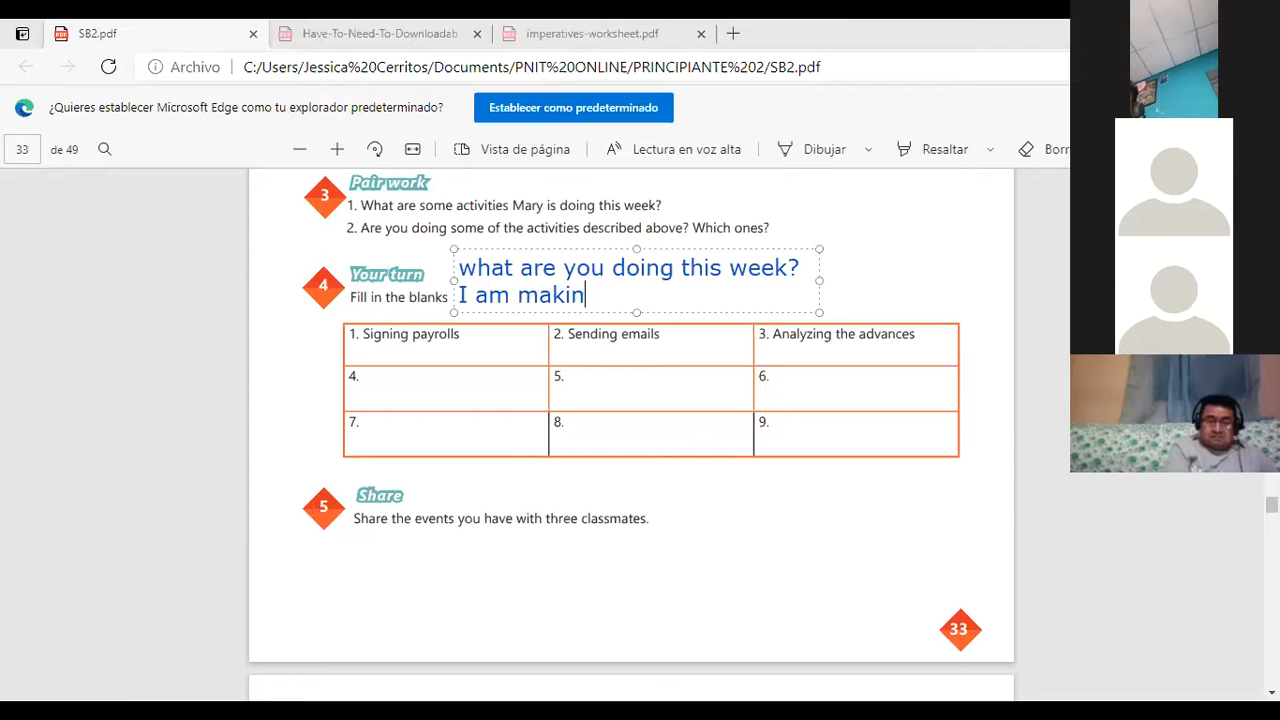 SB2.pdf
Have-To-Need-To-Downloadab
imperatives-worksheet.pdf
Archivo
C:/Users/Jessica%20Cerritos/Documents/PNIT%20ONLINE/PRINCIPIANTE%202/SB2.pdf
¿Quieres establecer Microsoft Edge como tu explorador predeterminado?
Establecer como predeterminado
33 de 49
Vista de página
Lectura en voz alta
Dibujar
Resaltar
Borr
3 Pair work
1. What are some activities Mary is doing this week?
2. Are you doing some of the activities described above? Which ones?
what are you doing this week?
4 Your turn
I am makin
Fill in the blanks
1. Signing payrolls
2. Sending emails
3. Analyzing the advances
4.
5.
6.
7.
8.
9.
5 Share
Share the events you have with three classmates.
33